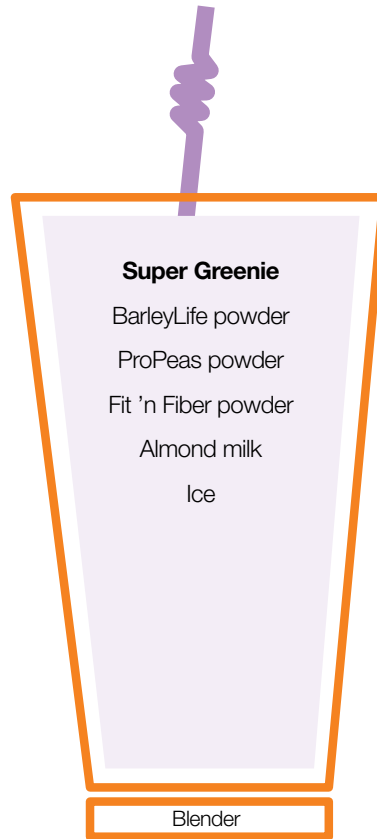 Super Greenie
BarleyLife powder
ProPeas powder
Fit ’n Fiber powder
Almond milk
Ice
Blender